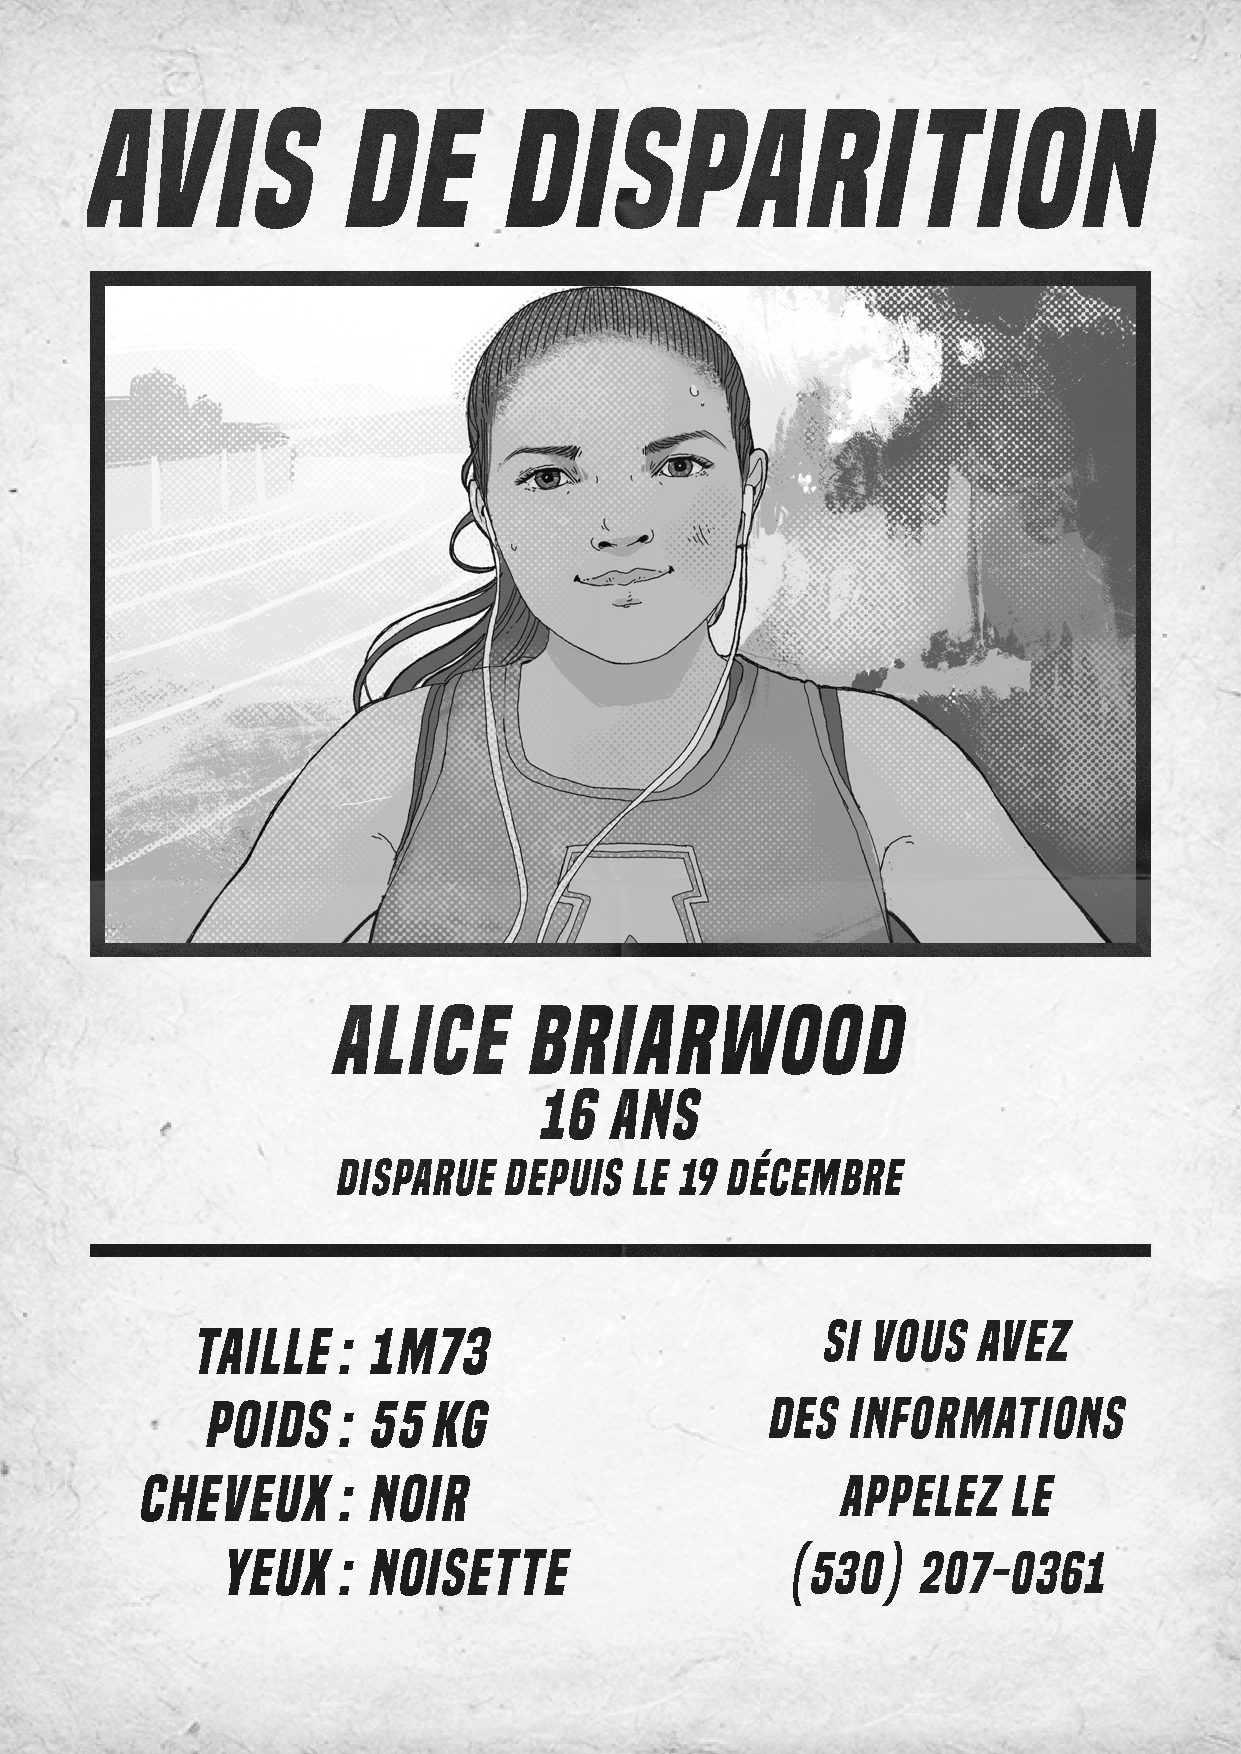 AVIS DE DISPARITION
A
ALICE BRIARWOOD
16 ANS
DISPARUE DEPUIS LE 19 DÉCEMBRE
TAILLE : 1M73
POIDS : 55 KG
CHEVEUX : NOIR
YEUX : NOISETTE
SI VOUS AVEZ
DES INFORMATIONS
APPELEZ LE
(530) 207-0361